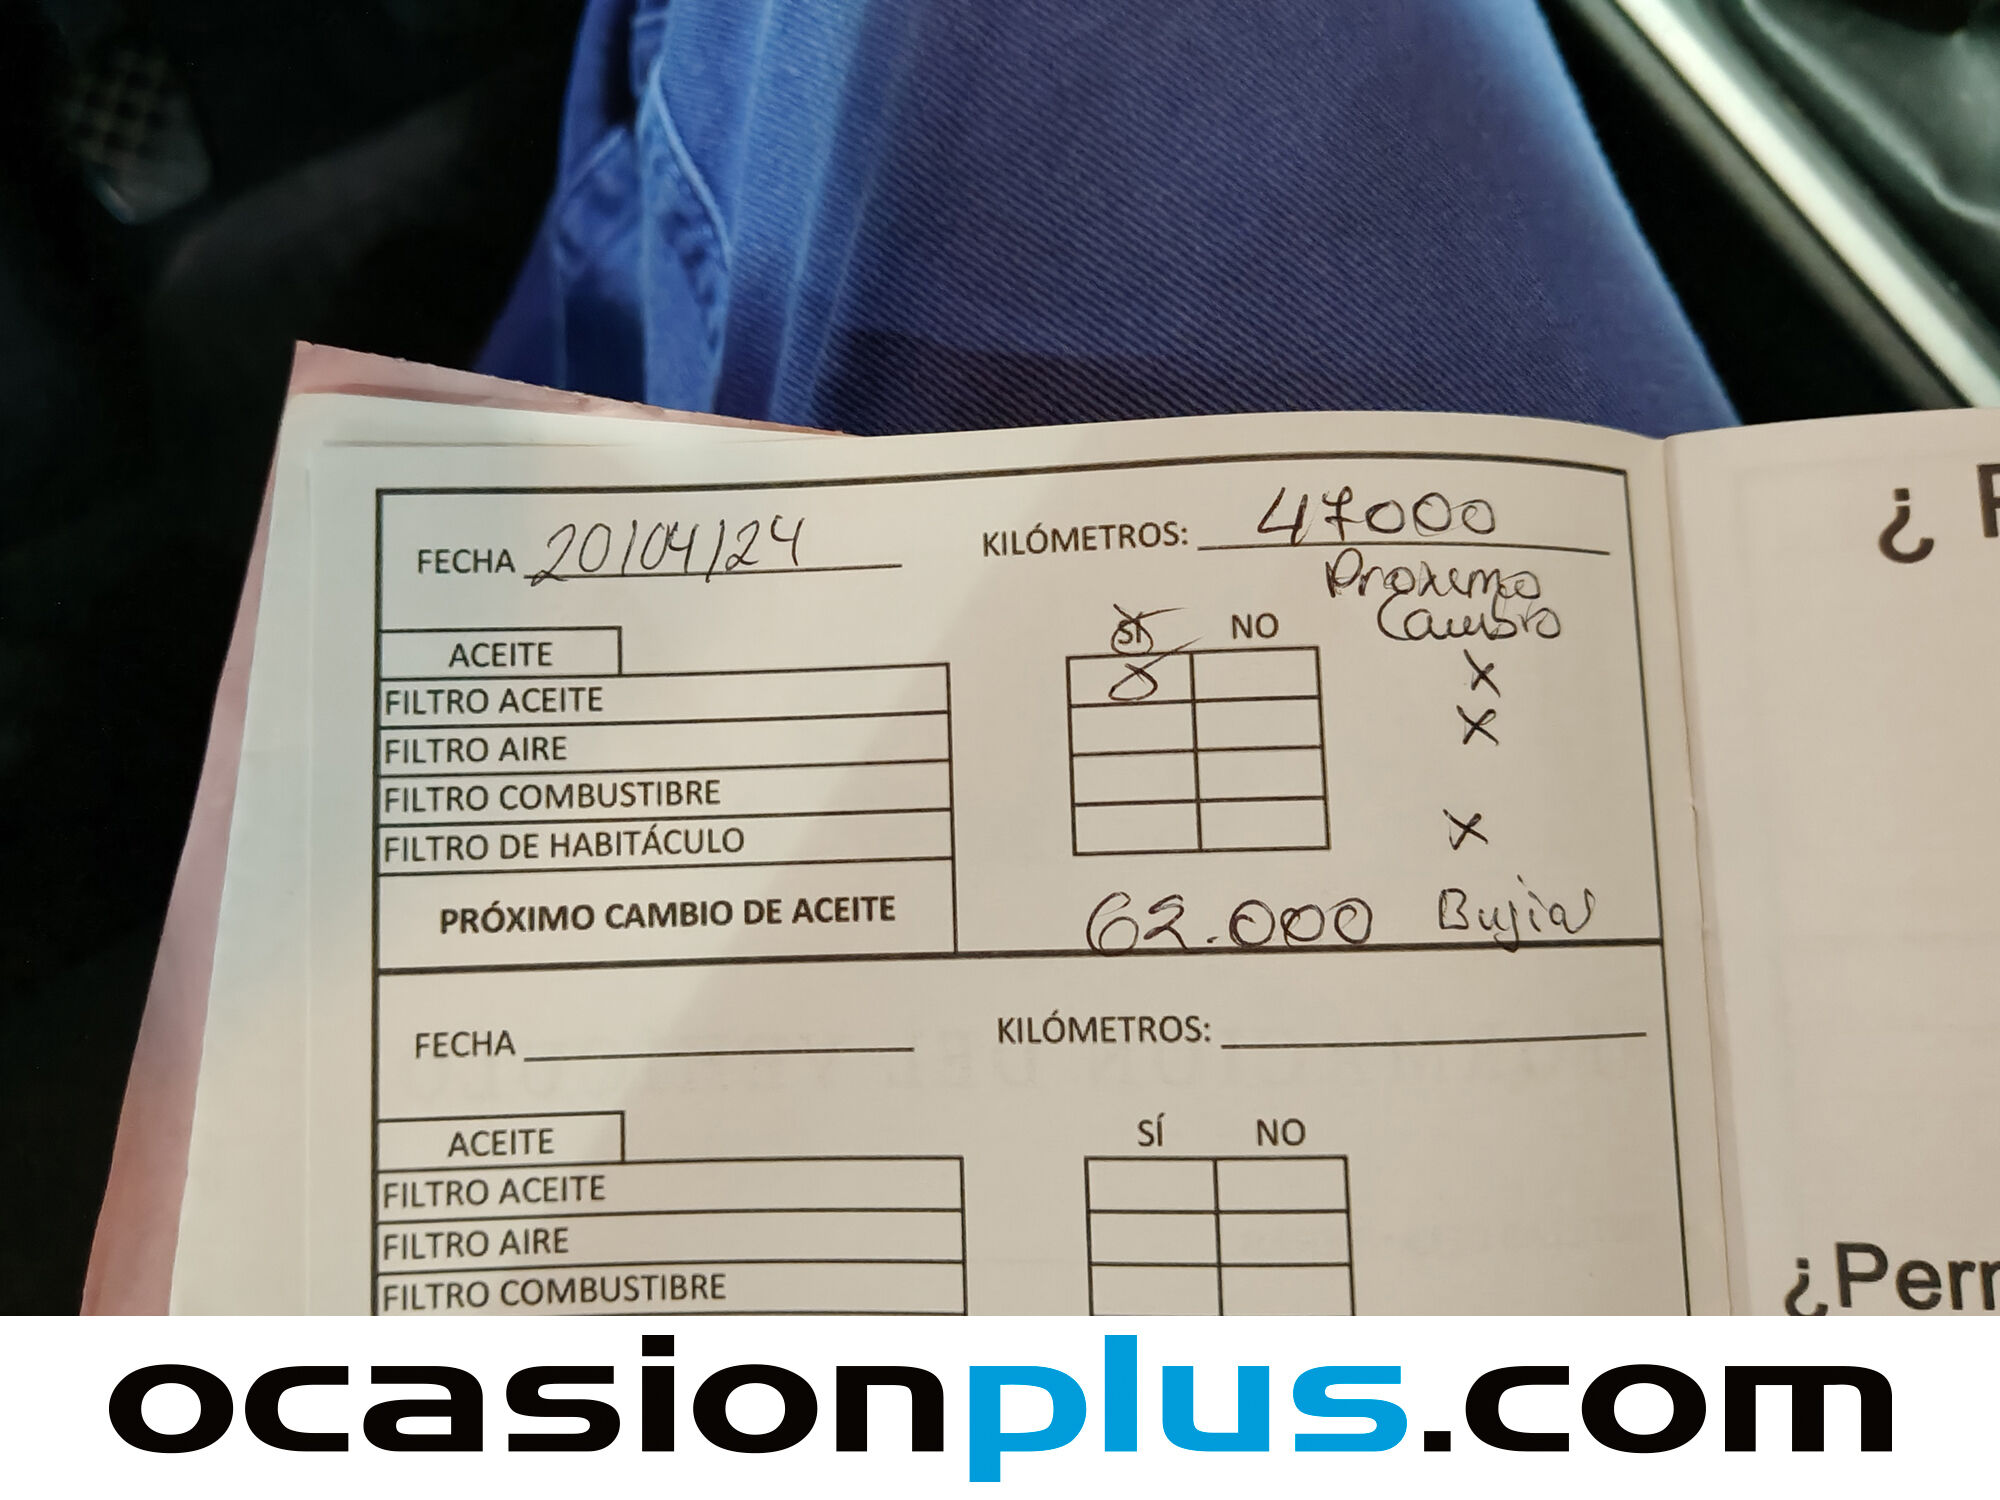 FECHA 20/04/24 KILÓMETROS: 47000
Proximo
Cambio
SÍ NO
ACEITE
FILTRO ACEITE X
FILTRO AIRE X
FILTRO COMBUSTIBRE
FILTRO DE HABITÁCULO X
PRÓXIMO CAMBIO DE ACEITE 62.000 Bujias
FECHA KILÓMETROS:
SÍ NO
ACEITE
FILTRO ACEITE
FILTRO AIRE
FILTRO COMBUSTIBRE
¿
¿Perm
ocasionplus.com